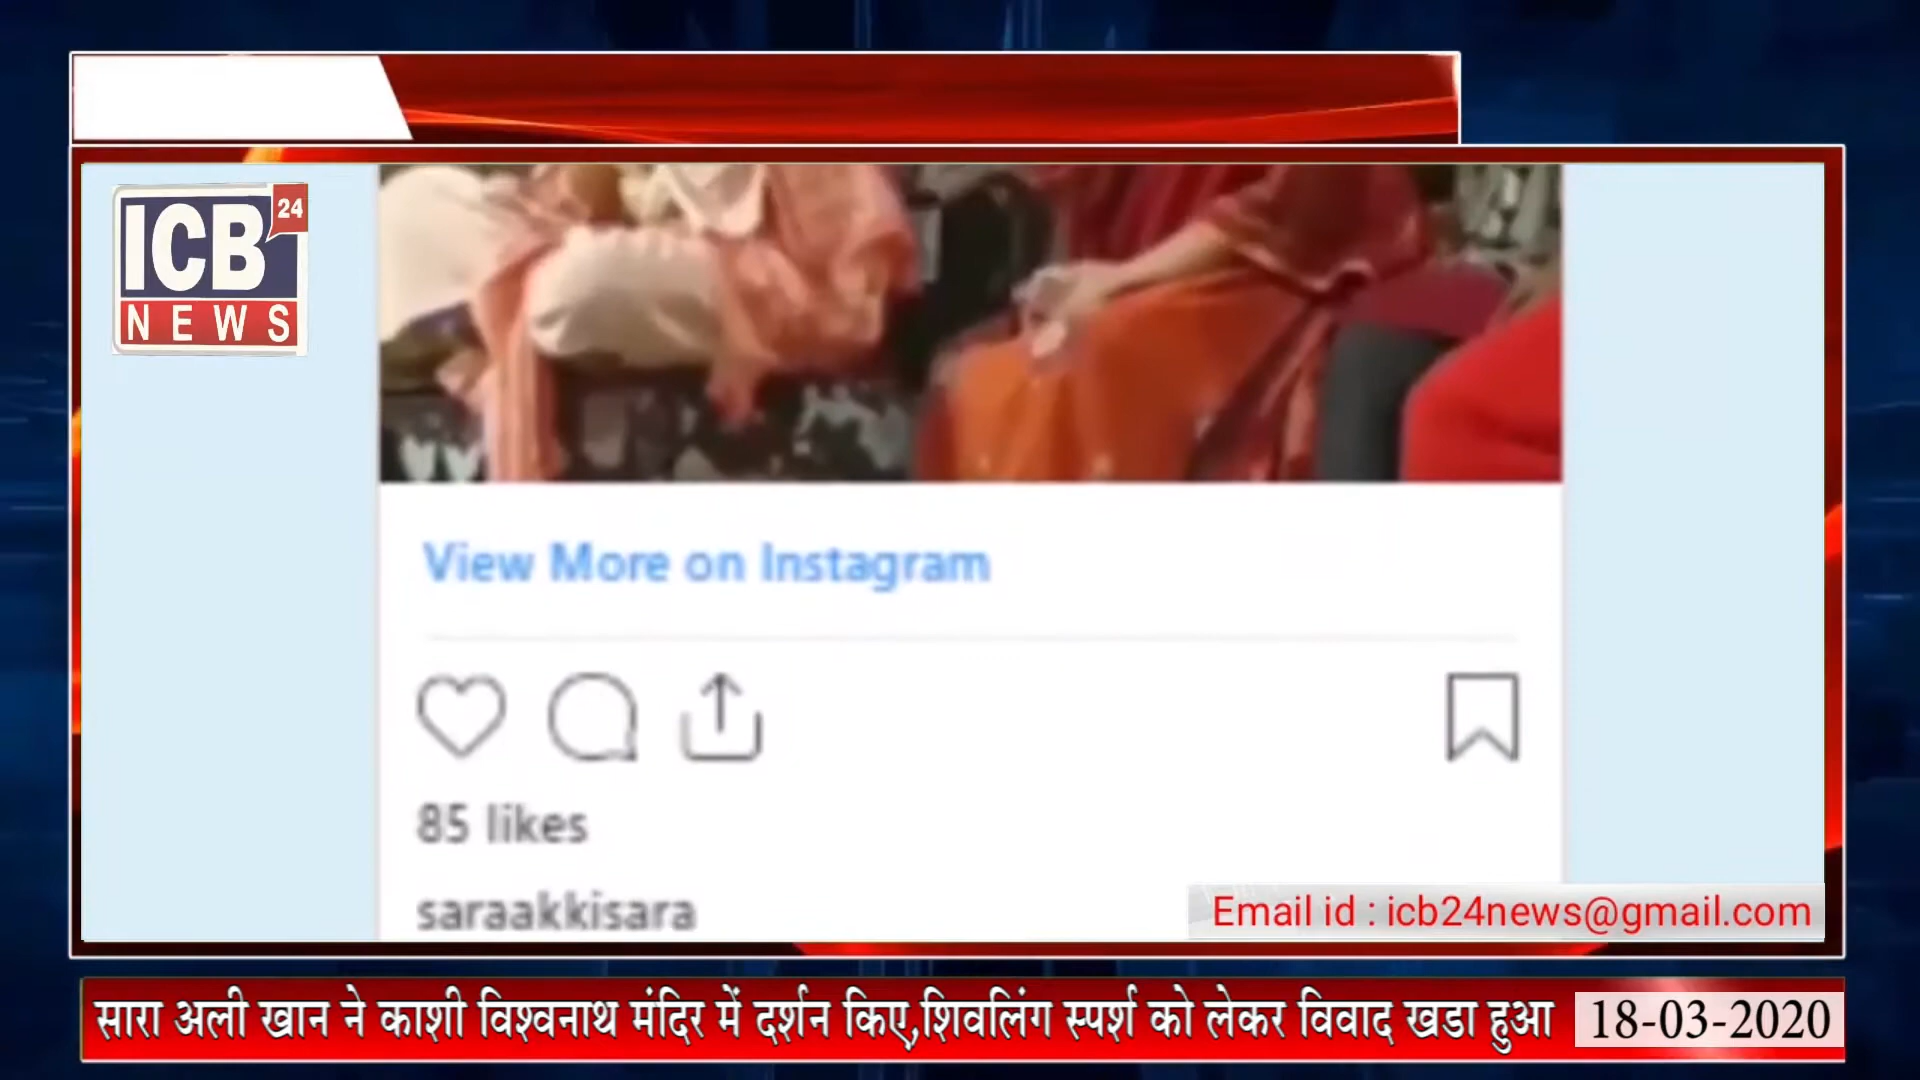 ICB 24
NEWS
View More on Instagram
85 likes
saraakkisara
Email id : icb24news@gmail.com
सारा अली खान ने काशी विश्वनाथ मंदिर में दर्शन किए,शिवलिंग स्पर्श को लेकर विवाद खडा हुआ
18-03-2020